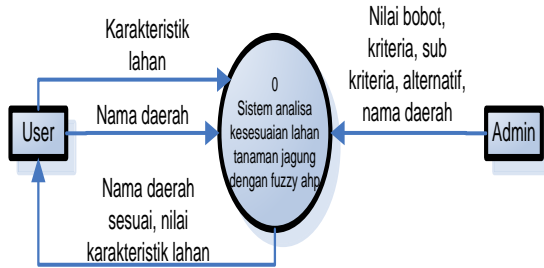 Karakteristik
lahan
Nilai bobot,
kriteria, sub
kriteria, alternatif,
nama daerah
0
Sistem analisa
kesesuaian lahan
tanaman jagung
dengan fuzzy ahp
User
Nama daerah
Admin
Nama daerah
sesuai, nilai
karakteristik lahan